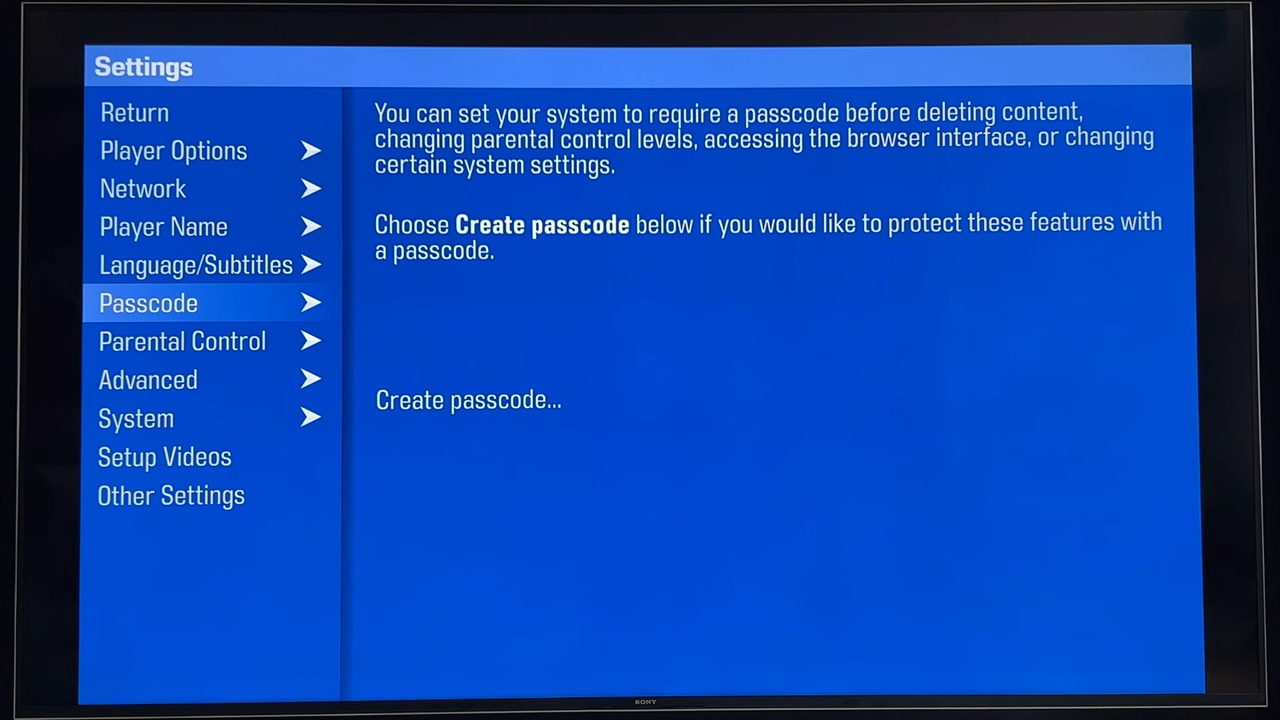 Settings
Return
Player Options
Network
Player Name
Language/Subtitles
Passcode
Parental Control
Advanced
System
Setup Videos
Other Settings
You can set your system to require a passcode before deleting content,
changing parental control levels, accessing the browser interface, or changing
certain system settings.
Choose Create passcode below if you would like to protect these features with
a passcode.
Create passcode...
SONY